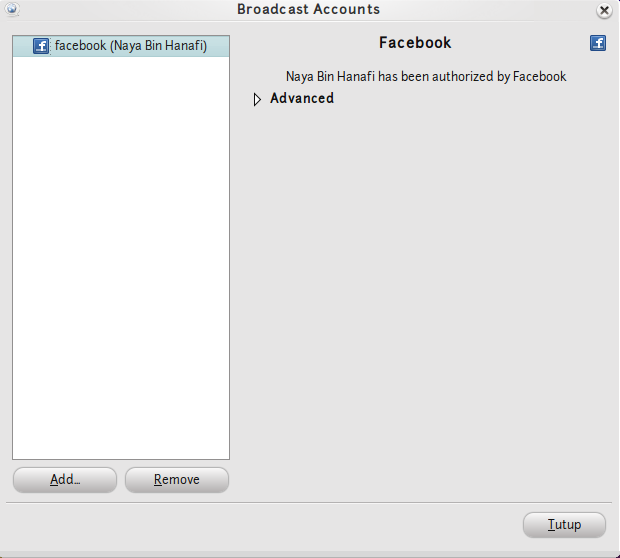 Broadcast Accounts
facebook (Naya Bin Hanafi)
Facebook
Naya Bin Hanafi has been authorized by Facebook
Advanced
Add...
Remove
Tutup